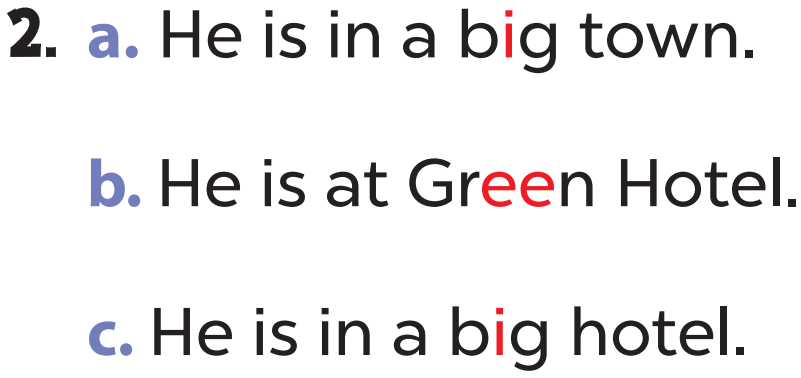 2. a. He is in a big town.
b. He is at Green Hotel.
c. He is in a big hotel.